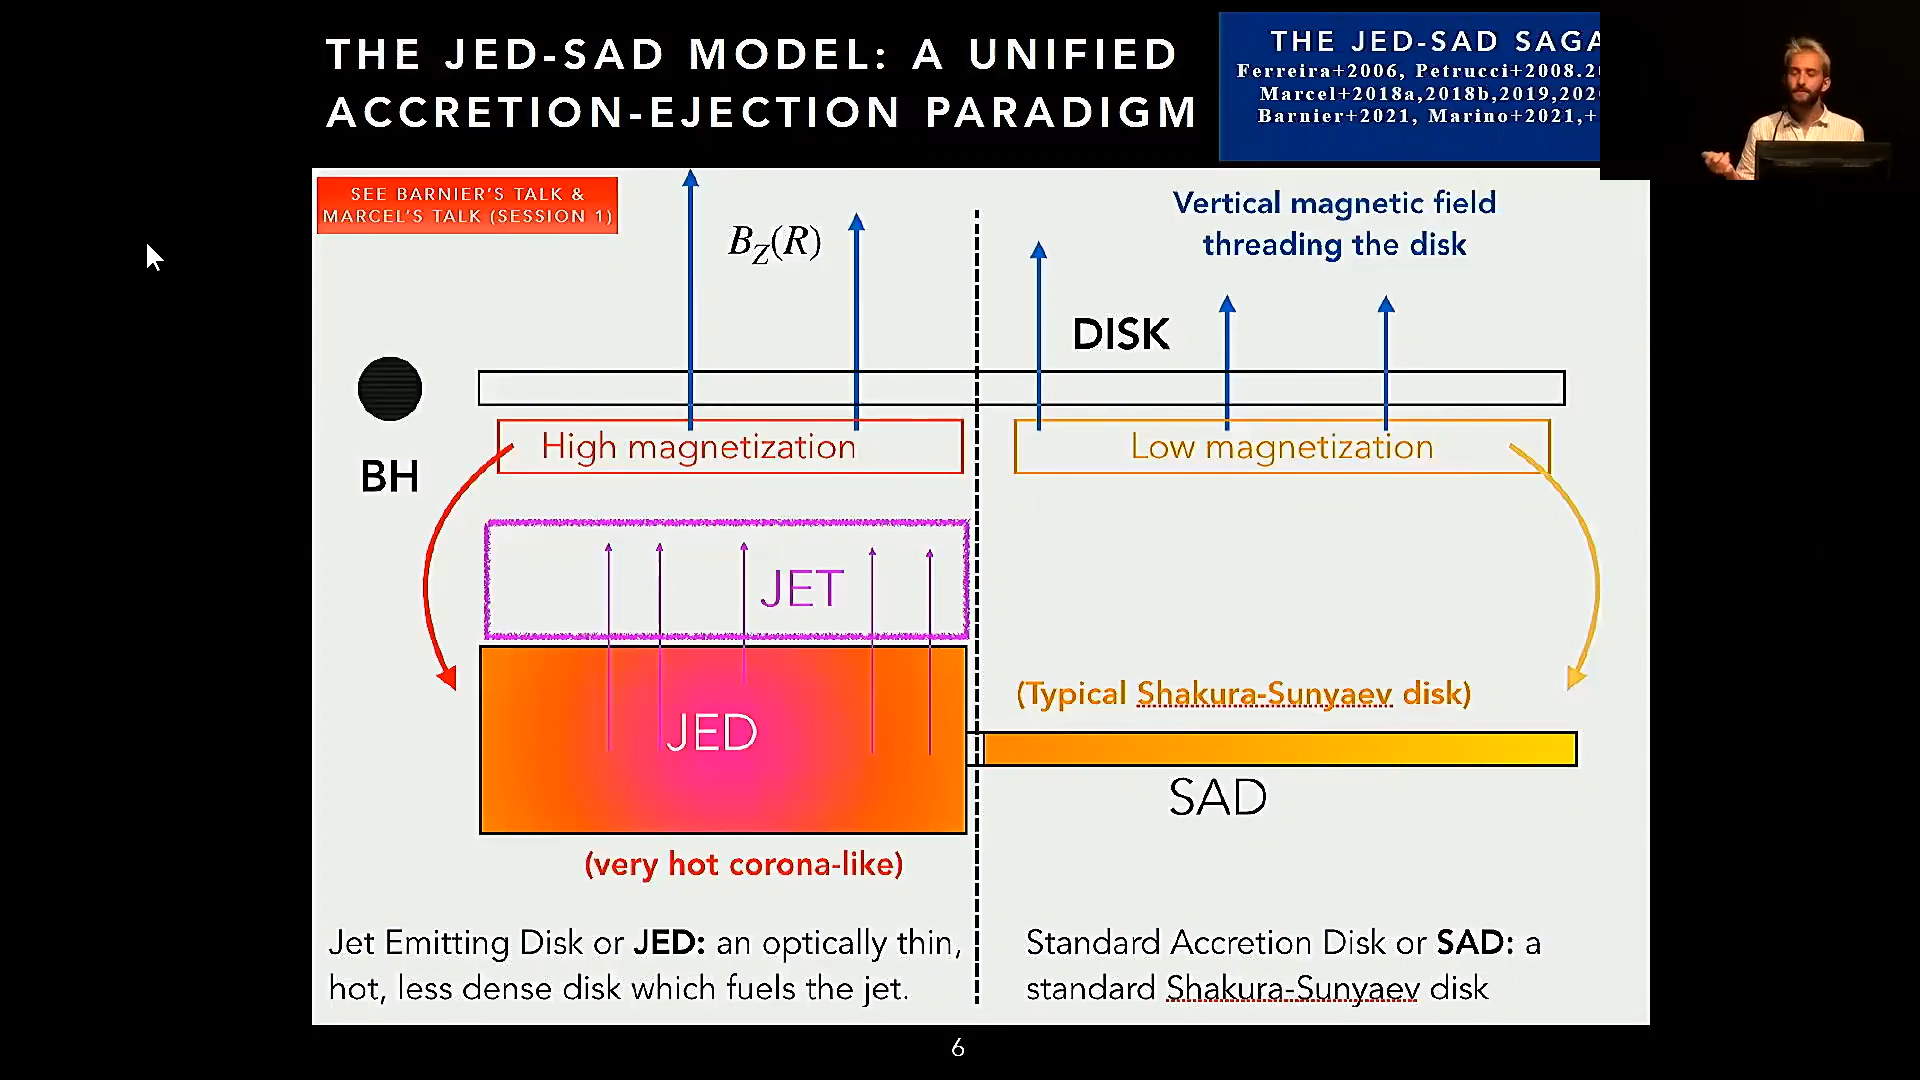 THE JED-SAD MODEL: A UNIFIED
ACCRETION-EJECTION PARADIGM
THE JED-SAD SAGA
Ferreira+2006, Petrucci+2008.2
Marcel+2018a,2018b,2019,202
Barnier+2021, Marino+2021,+
SEE BARNIER'S TALK &
MARCEL'S TALK (SESSION 1)
B_Z(R)
Vertical magnetic field
threading the disk
DISK
BH
High magnetization
Low magnetization
JET
JED
(Typical Shakura-Sunyaev disk)
SAD
(very hot corona-like)
Jet Emitting Disk or JED: an optically thin,
hot, less dense disk which fuels the jet.
Standard Accretion Disk or SAD: a
standard Shakura-Sunyaev disk
6